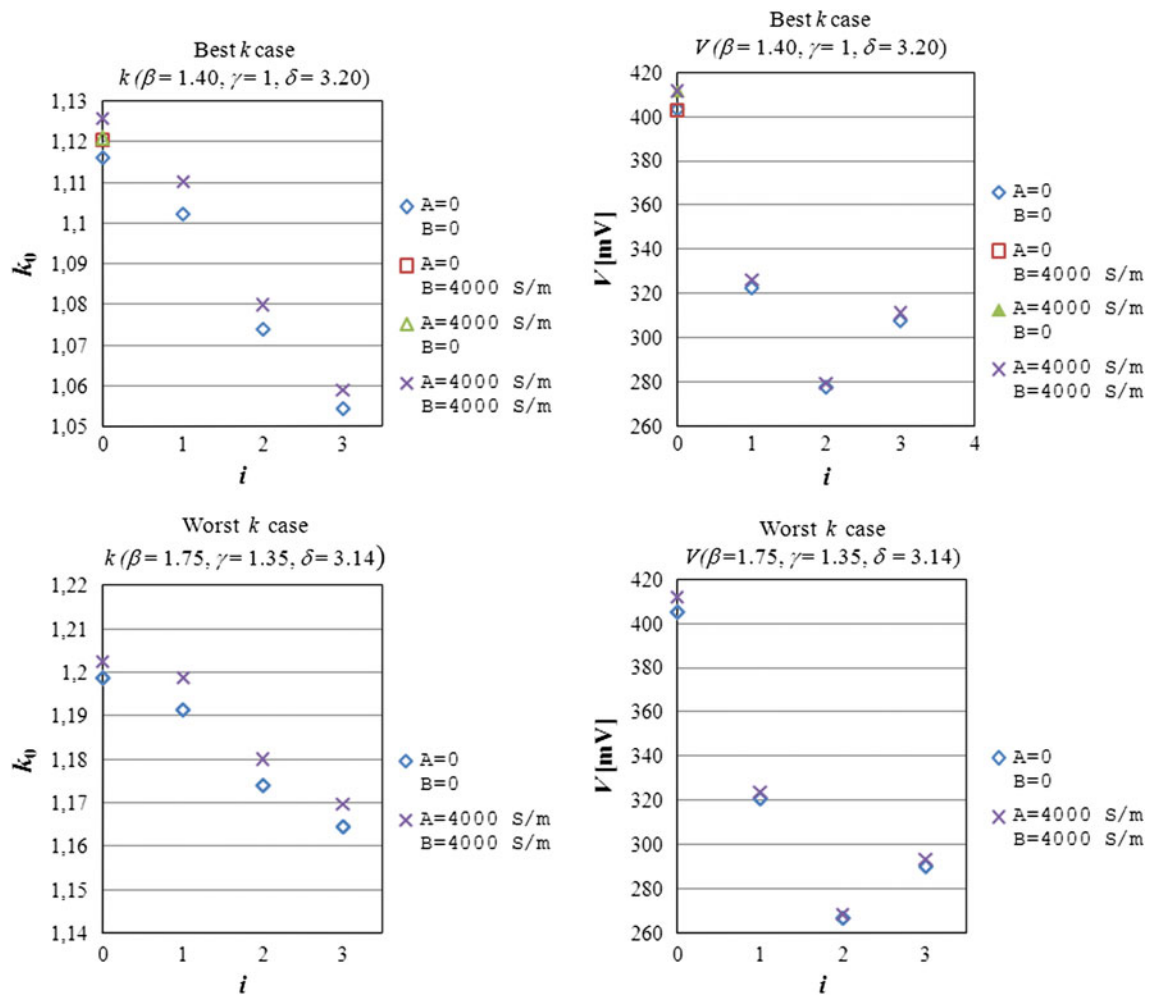 Best k case
k (β = 1.40, γ = 1, δ = 3.20)
1,13
1,12
1,11
1,1
1,09
1,08
1,07
1,06
1,05
k₀
0 1 2 3
i
A=0
B=0
A=0
B=4000 S/m
A=4000 S/m
B=0
A=4000 S/m
B=4000 S/m
Best k case
V (β = 1.40, γ = 1, δ = 3.20)
420
400
380
360
340
320
300
280
260
V [mV]
0 1 2 3 4
i
A=0
B=0
A=0
B=4000 S/m
A=4000 S/m
B=0
A=4000 S/m
B=4000 S/m
Worst k case
k (β = 1.75, γ = 1.35, δ = 3.14)
1,22
1,21
1,2
1,19
1,18
1,17
1,16
1,15
1,14
k₀
0 1 2 3
i
A=0
B=0
A=4000 S/m
B=4000 S/m
Worst k case
V(β=1.75, γ = 1.35, δ = 3.14)
420
400
380
360
340
320
300
280
260
V [mV]
0 1 2 3
i
A=0
B=0
A=4000 S/m
B=4000 S/m